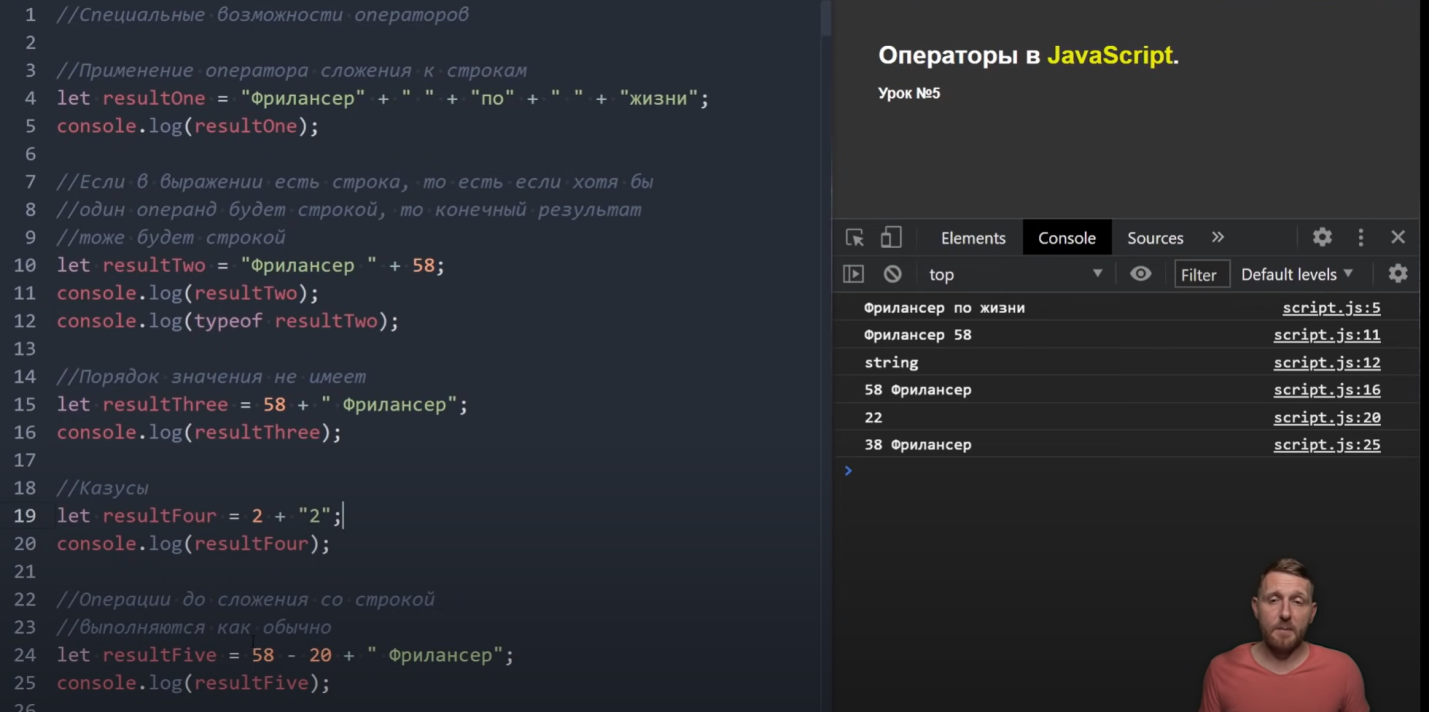 1 //Специальные возможности операторов
2
3 //Применение оператора сложения к строкам
4 let resultOne = "Фрилансер" + " " + "по" + " " + "жизни";
5 console.log(resultOne);
6
7 //Если в выражении есть строка, то есть если хотя бы
8 //один операнд будет строкой, то конечный результат
9 //тоже будет строкой
10 let resultTwo = "Фрилансер " + 58;
11 console.log(resultTwo);
12 console.log(typeof resultTwo);
13
14 //Порядок значения не имеет
15 let resultThree = 58 + " Фрилансер";
16 console.log(resultThree);
17
18 //Казусы
19 let resultFour = 2 + "2";
20 console.log(resultFour);
21
22 //Операции до сложения со строкой
23 //выполняются как обычно
24 let resultFive = 58 - 20 + " Фрилансер";
25 console.log(resultFive);
26
Операторы в JavaScript.
Урок №5
Elements Console Sources »
top Filter Default levels
Фрилансер по жизни script.js:5
Фрилансер 58 script.js:11
string script.js:12
58 Фрилансер script.js:16
22 script.js:20
38 Фрилансер script.js:25